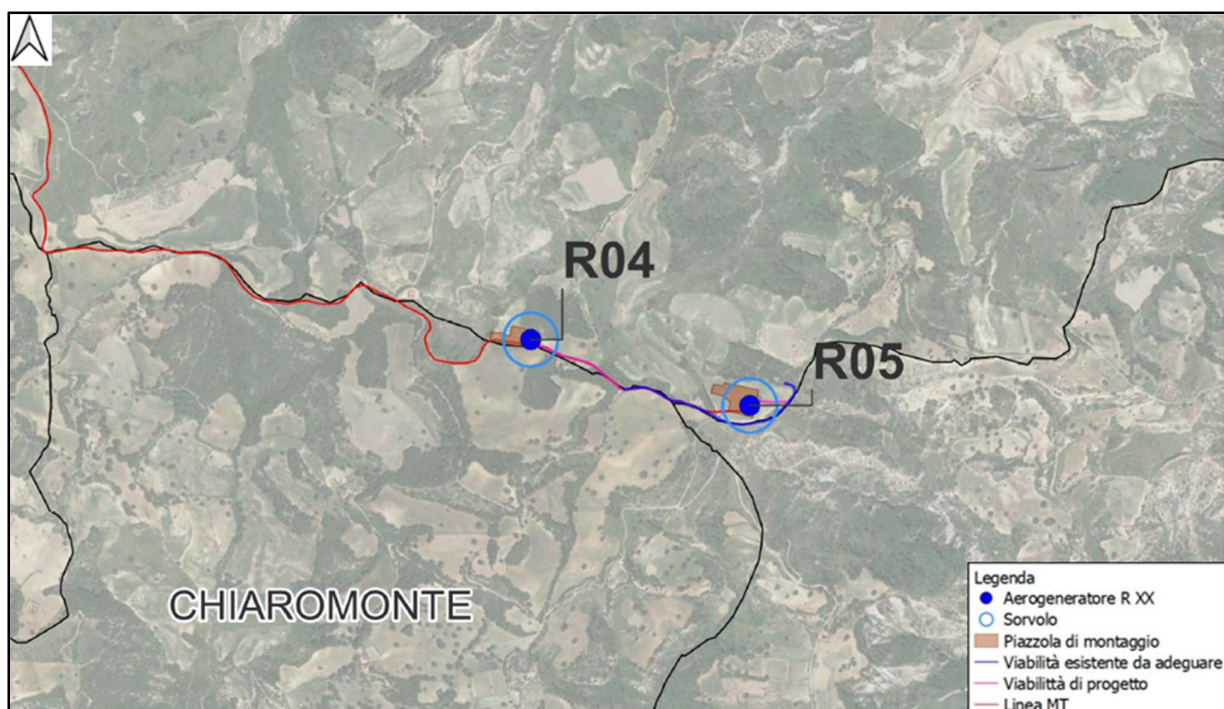 R04
R05
CHIAROMONTE
Legenda
Aerogeneratore R XX
Sorvolo
Piazzola di montaggio
Viabilità esistente da adeguare
Viabilittà di progetto
Linea MT